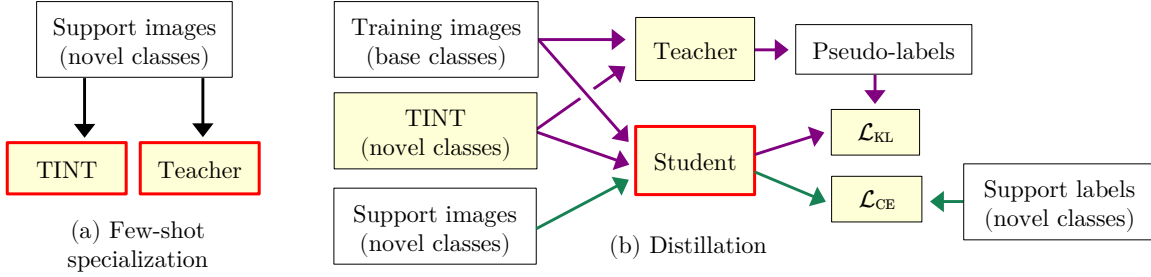 Support images
(novel classes)
TINT
Teacher
(a) Few-shot
specialization
Training images
(base classes)
TINT
(novel classes)
Support images
(novel classes)
Teacher
Student
Pseudo-labels
ℒKL
ℒCE
Support labels
(novel classes)
(b) Distillation